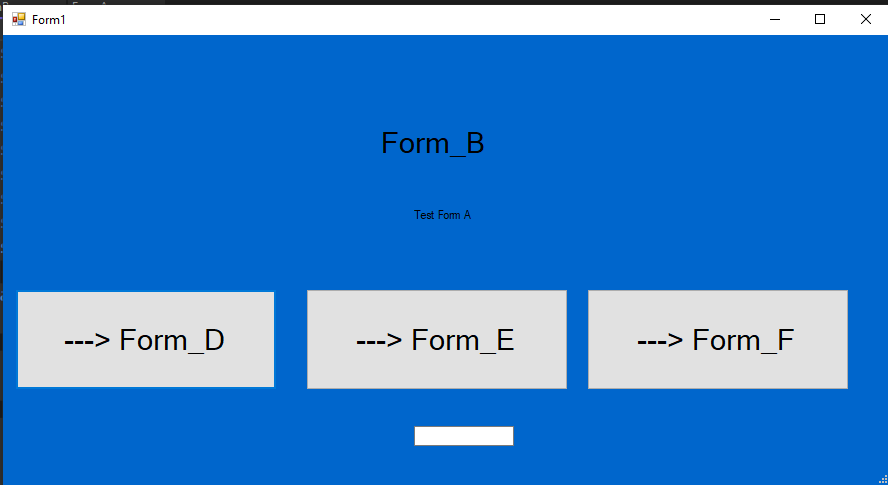 Form1
Form_B
Test Form A
---> Form_D
---> Form_E
---> Form_F